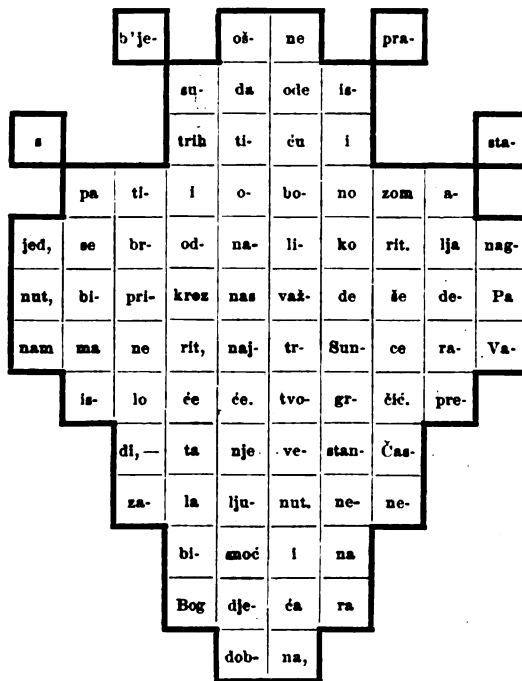 b'je- oš- ne pra-
su- da ode is-
s trih ti- ću i sta-
pa ti- i o- bo- no zom a-
jed, se br- od- na- li- ko rit. lja nag-
nut, bi- pri- kroz nas važ- de še de- Pa
nam ma ne rit, naj- tr- Sun- ce ra- Va-
is- lo će će. tvo- gr- čić. pre-
di,— ta nje ve- stan- Čas-
za- la lju- nut. ne- ne-
bi- moć i na
Bog dje- ća ra
dob- na,